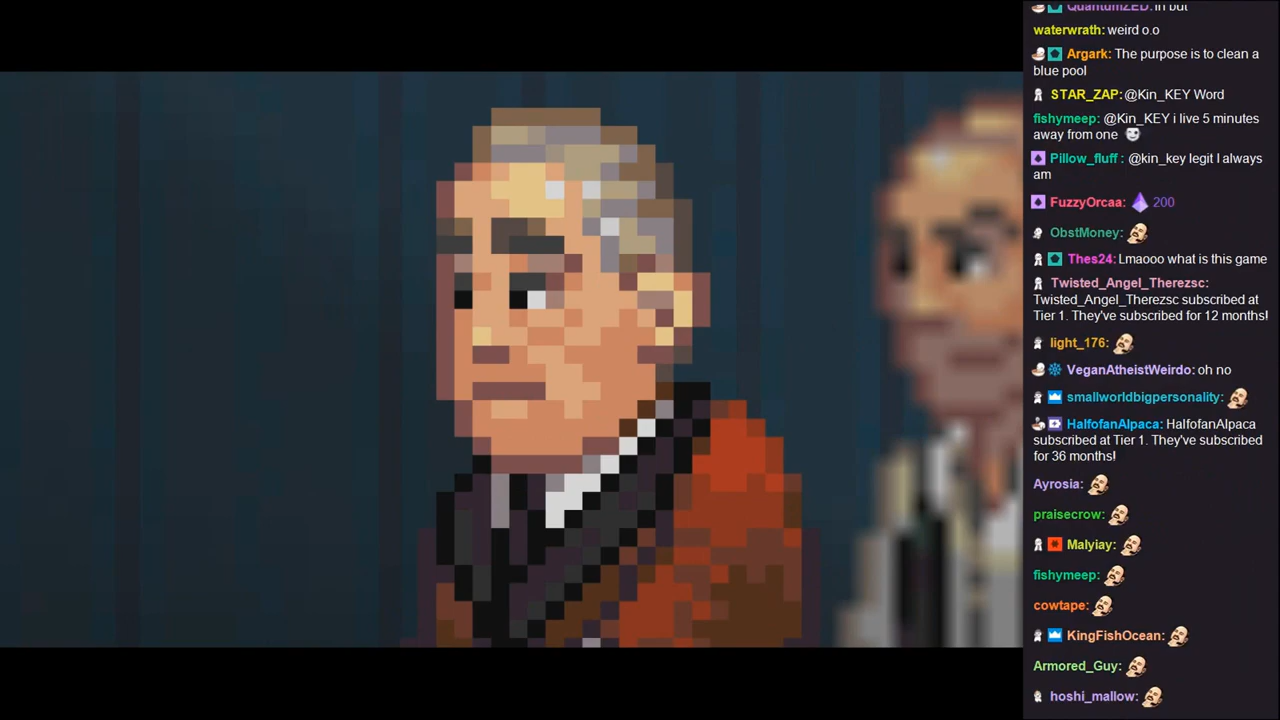 QuantumZED: in but
waterwrath: weird o.o
Argark: The purpose is to clean a
blue pool
STAR_ZAP: @Kin_KEY Word
fishymeep: @Kin_KEY i live 5 minutes
away from one
Pillow_fluff : @kin_key legit I always
am
FuzzyOrcaa: 200
ObstMoney:
Thes24: Lmaooo what is this game
Twisted_Angel_Therezsc:
Twisted_Angel_Therezsc subscribed at
Tier 1. They've subscribed for 12 months!
light_176:
VeganAtheistWeirdo: oh no
smallworldbigpersonality:
HalfofanAlpaca: HalfofanAlpaca
subscribed at Tier 1. They've subscribed
for 36 months!
Ayrosia:
praisecrow:
Malyiay:
fishymeep:
cowtape:
KingFishOcean:
Armored_Guy:
hoshi_mallow: